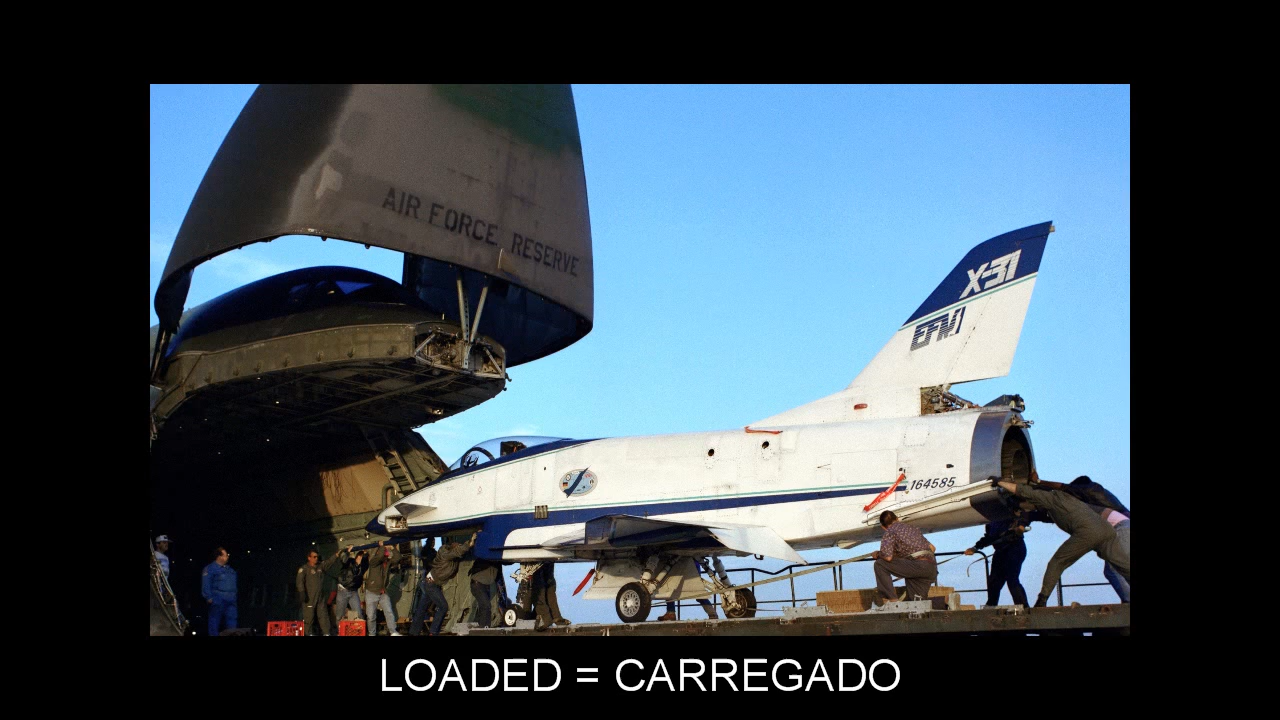 AIR FORCE RESERVE
X-31
EFM
164585
LOADED = CARREGADO